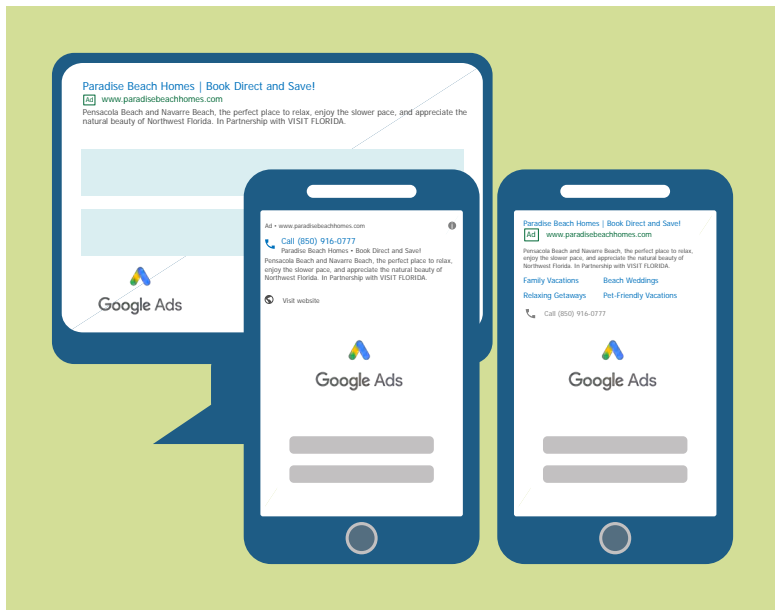 Paradise Beach Homes | Book Direct and Save!
Ad www.paradisebeachhomes.com
Pensacola Beach and Navarre Beach, the perfect place to relax, enjoy the slower pace, and appreciate the
natural beauty of Northwest Florida. In Partnership with VISIT FLORIDA.
Google Ads
Ad • www.paradisebeachhomes.com
Call (850) 916-0777
Paradise Beach Homes • Book Direct and Save!
Pensacola Beach and Navarre Beach, the perfect place to relax,
enjoy the slower pace, and appreciate the natural beauty of
Northwest Florida. In Partnership with VISIT FLORIDA.
Visit website
Google Ads
Paradise Beach Homes | Book Direct and Save!
Ad www.paradisebeachhomes.com
Pensacola Beach and Navarre Beach, the perfect place to relax,
enjoy the slower pace, and appreciate the natural beauty of
Northwest Florida. In Partnership with VISIT FLORIDA.
Family Vacations Beach Weddings
Relaxing Getaways Pet-Friendly Vacations
Call (850) 916-0777
Google Ads